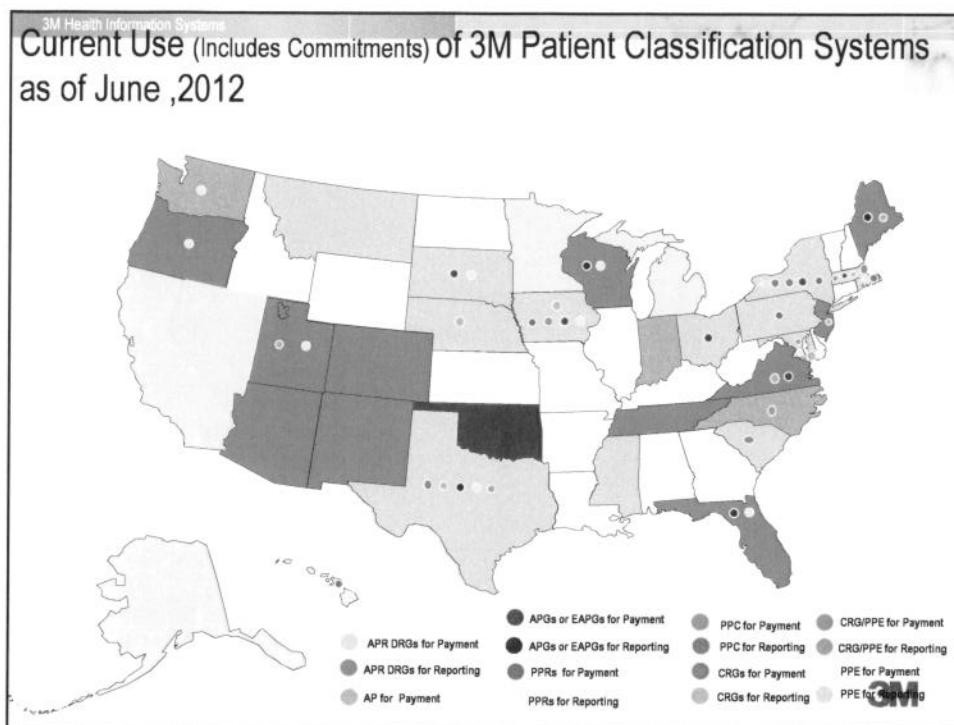 3M Health Information Systems
Current Use (Includes Commitments) of 3M Patient Classification Systems
as of June ,2012
APR DRGs for Payment
APR DRGs for Reporting
AP for Payment
APGs or EAPGs for Payment
APGs or EAPGs for Reporting
PPRs for Payment
PPRs for Reporting
PPC for Payment
PPC for Reporting
CRGs for Payment
CRGs for Reporting
CRG/PPE for Payment
CRG/PPE for Reporting
PPE for Payment
PPE for Reporting
3M